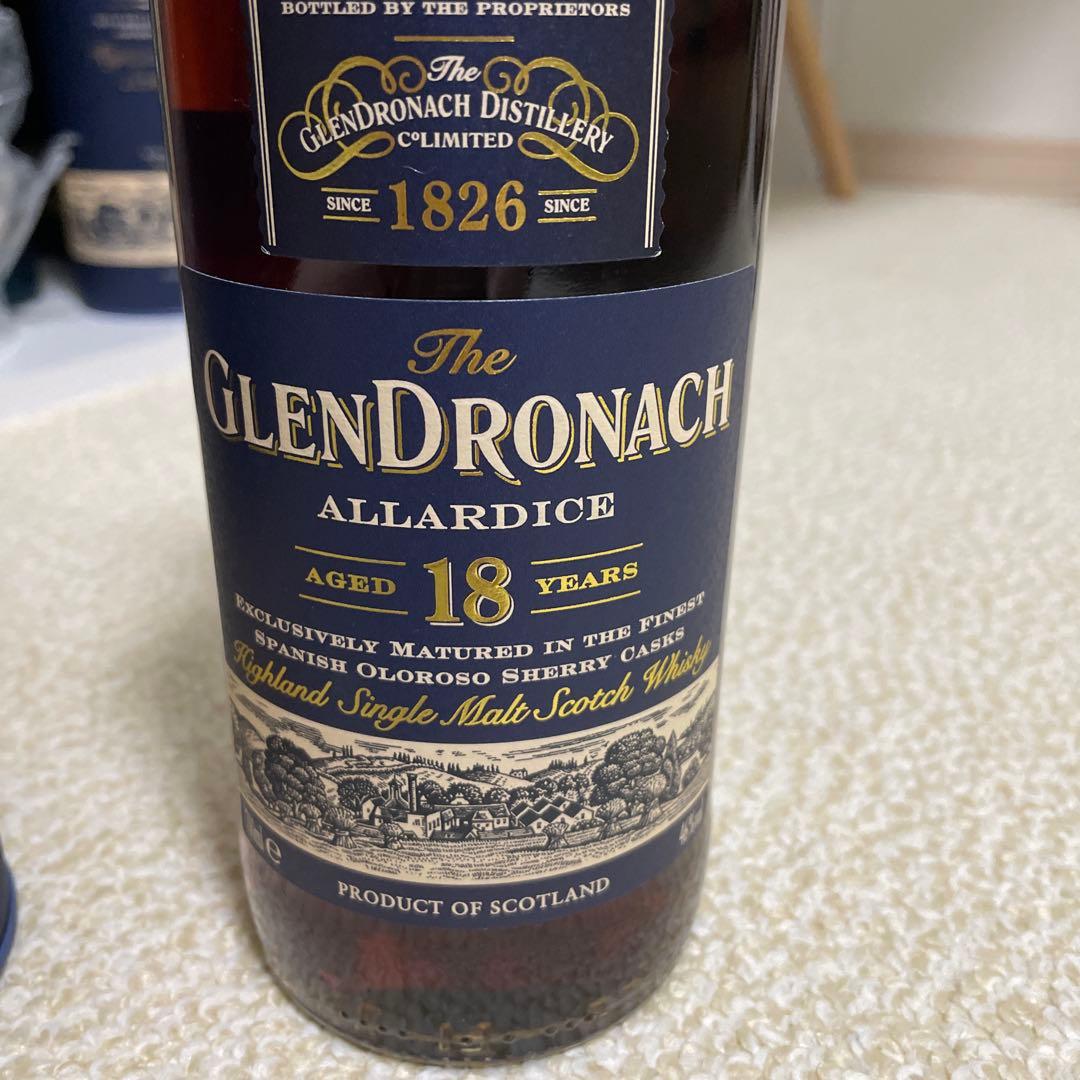 BOTTLED BY THE PROPRIETORS
The
GLENDRONACH DISTILLERY
Co LIMITED
SINCE 1826 SINCE
The
GLENDRONACH
ALLARDICE
AGED 18 YEARS
EXCLUSIVELY MATURED IN THE FINEST
SPANISH OLOROSO SHERRY CASKS
Highland Single Malt Scotch Whisky
PRODUCT OF SCOTLAND